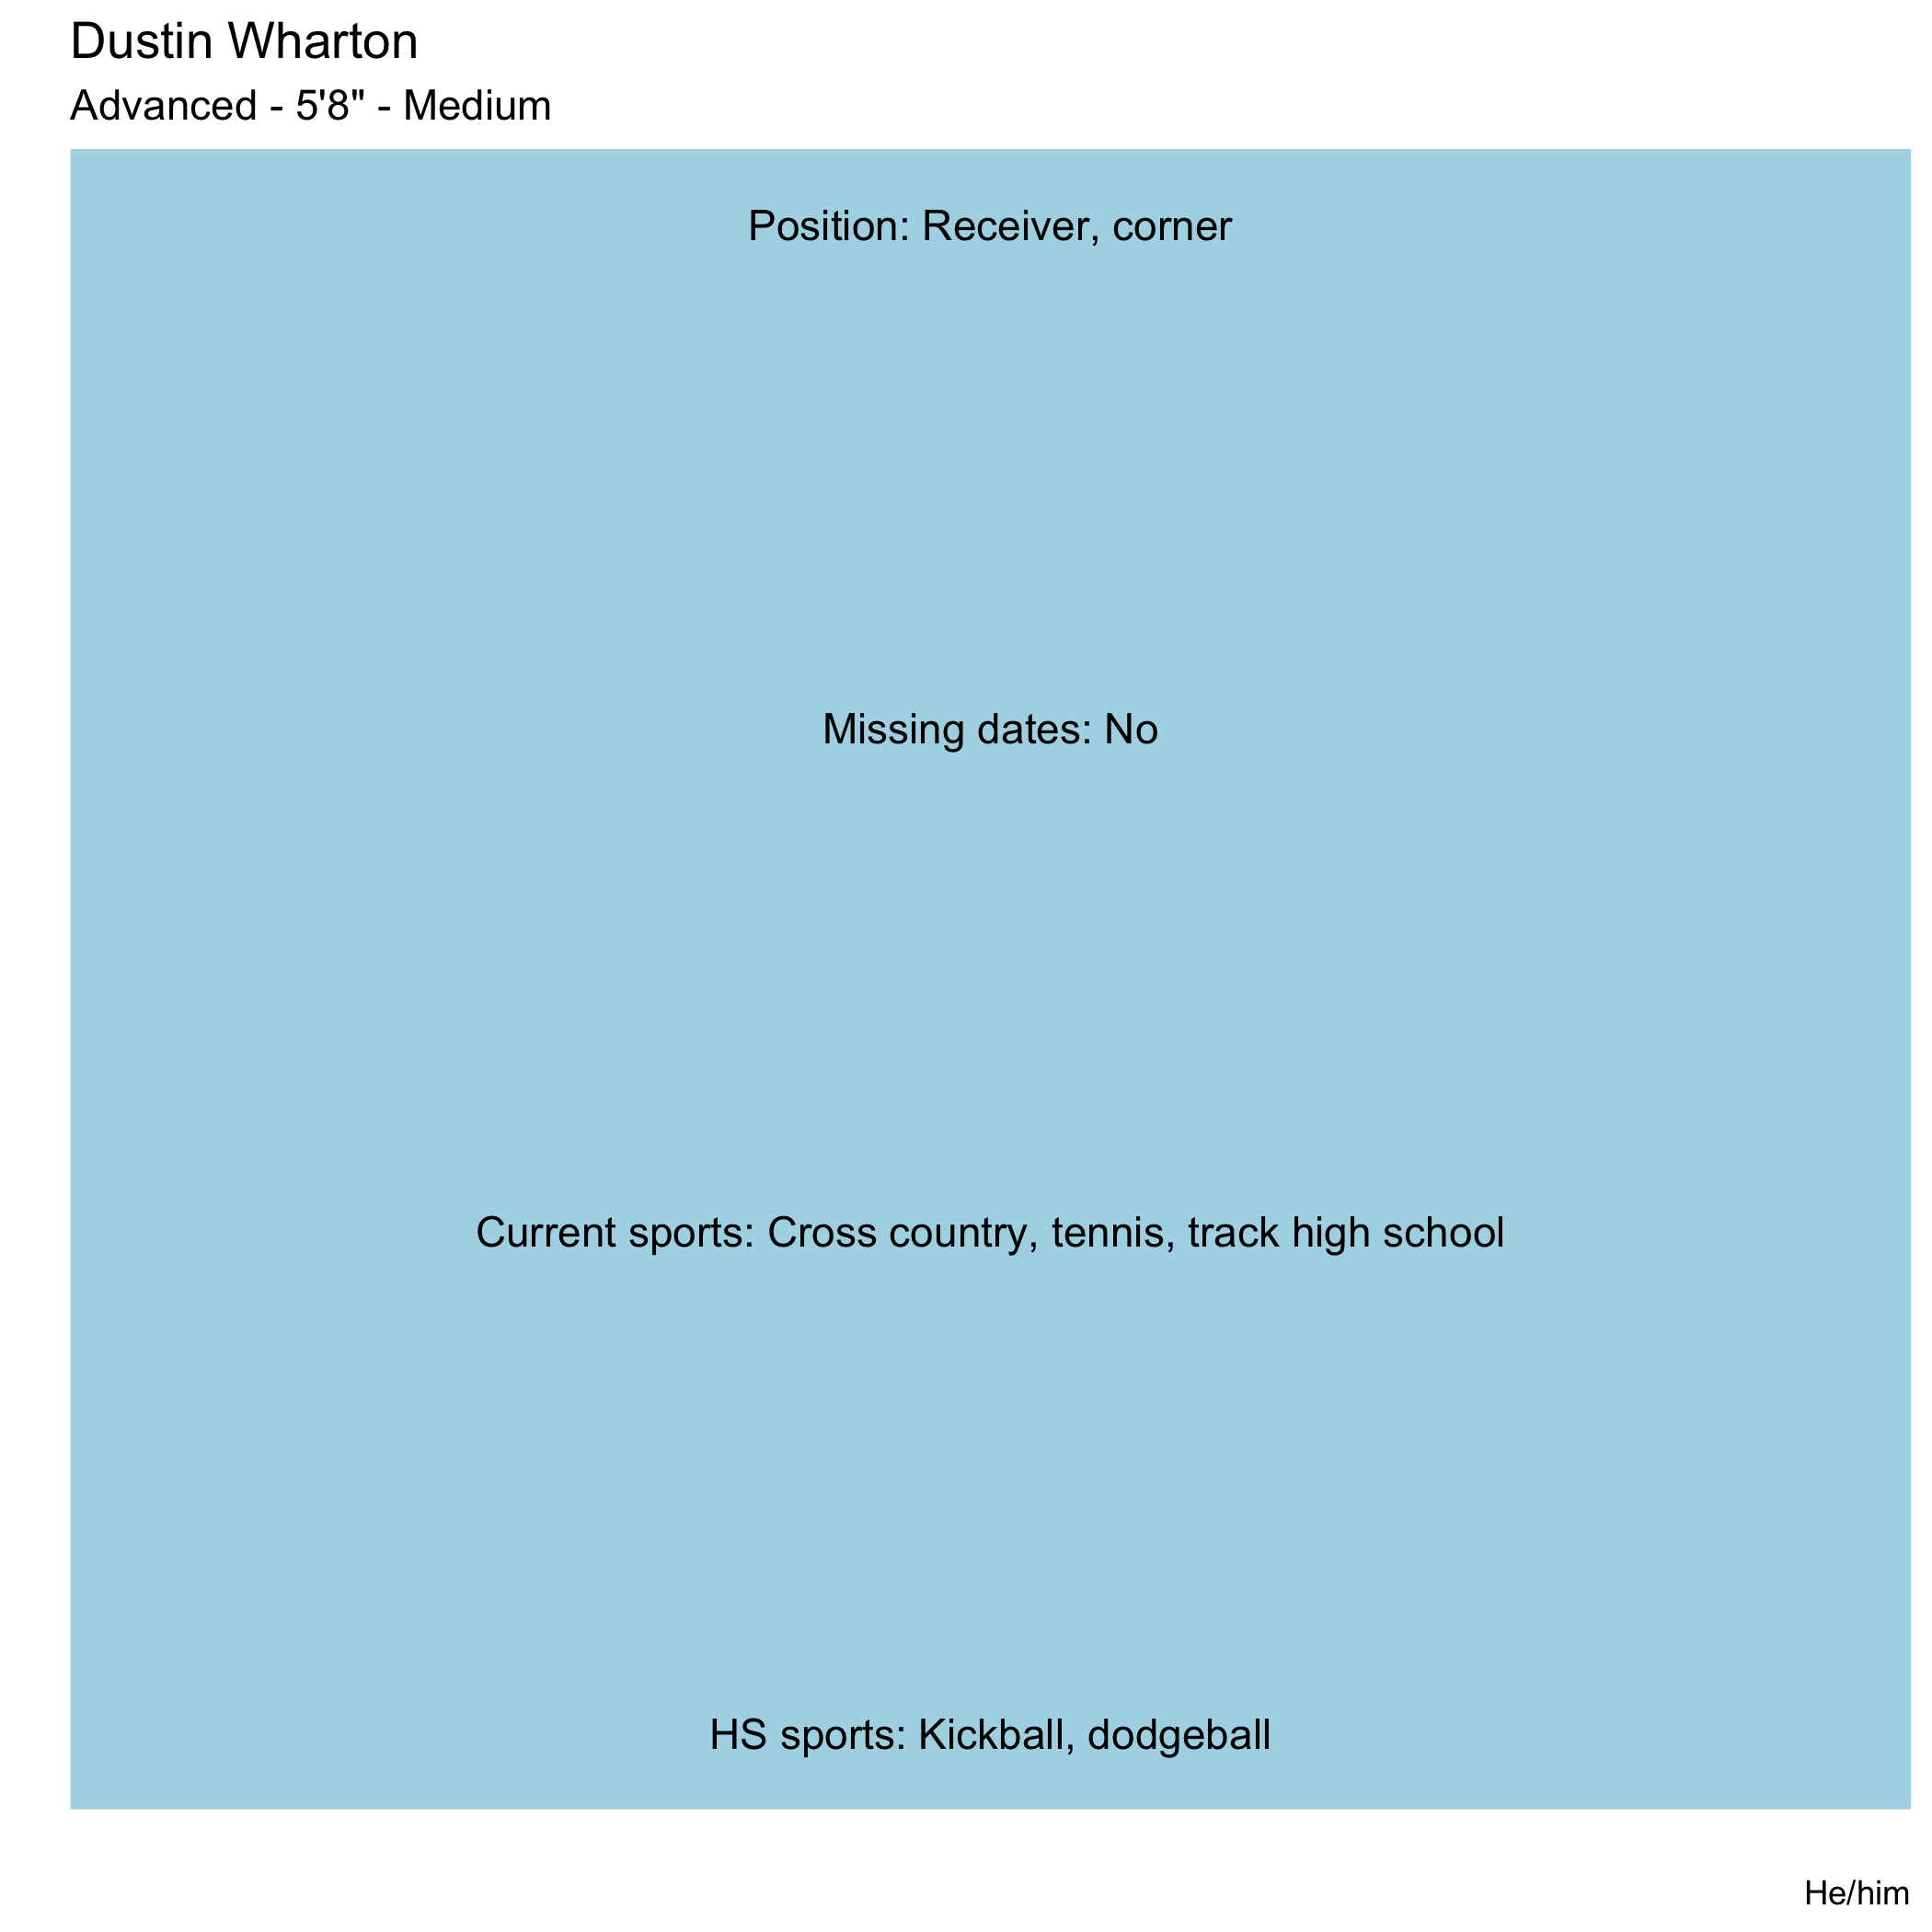 Dustin Wharton
Advanced - 5'8" - Medium
Position: Receiver, corner
Missing dates: No
Current sports: Cross country, tennis, track high school
HS sports: Kickball, dodgeball
He/him